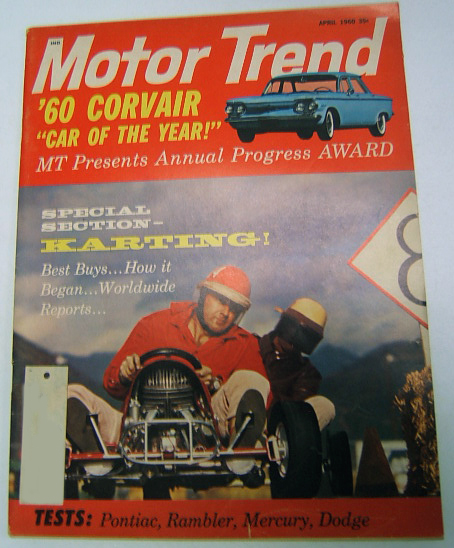 APRIL 1960 35¢
Motor Trend
'60 CORVAIR
"CAR OF THE YEAR!"
MT Presents Annual Progress AWARD
SPECIAL
SECTION–
KARTING!
Best Buys...How it
Began...Worldwide
Reports...
8
TESTS: Pontiac, Rambler, Mercury, Dodge